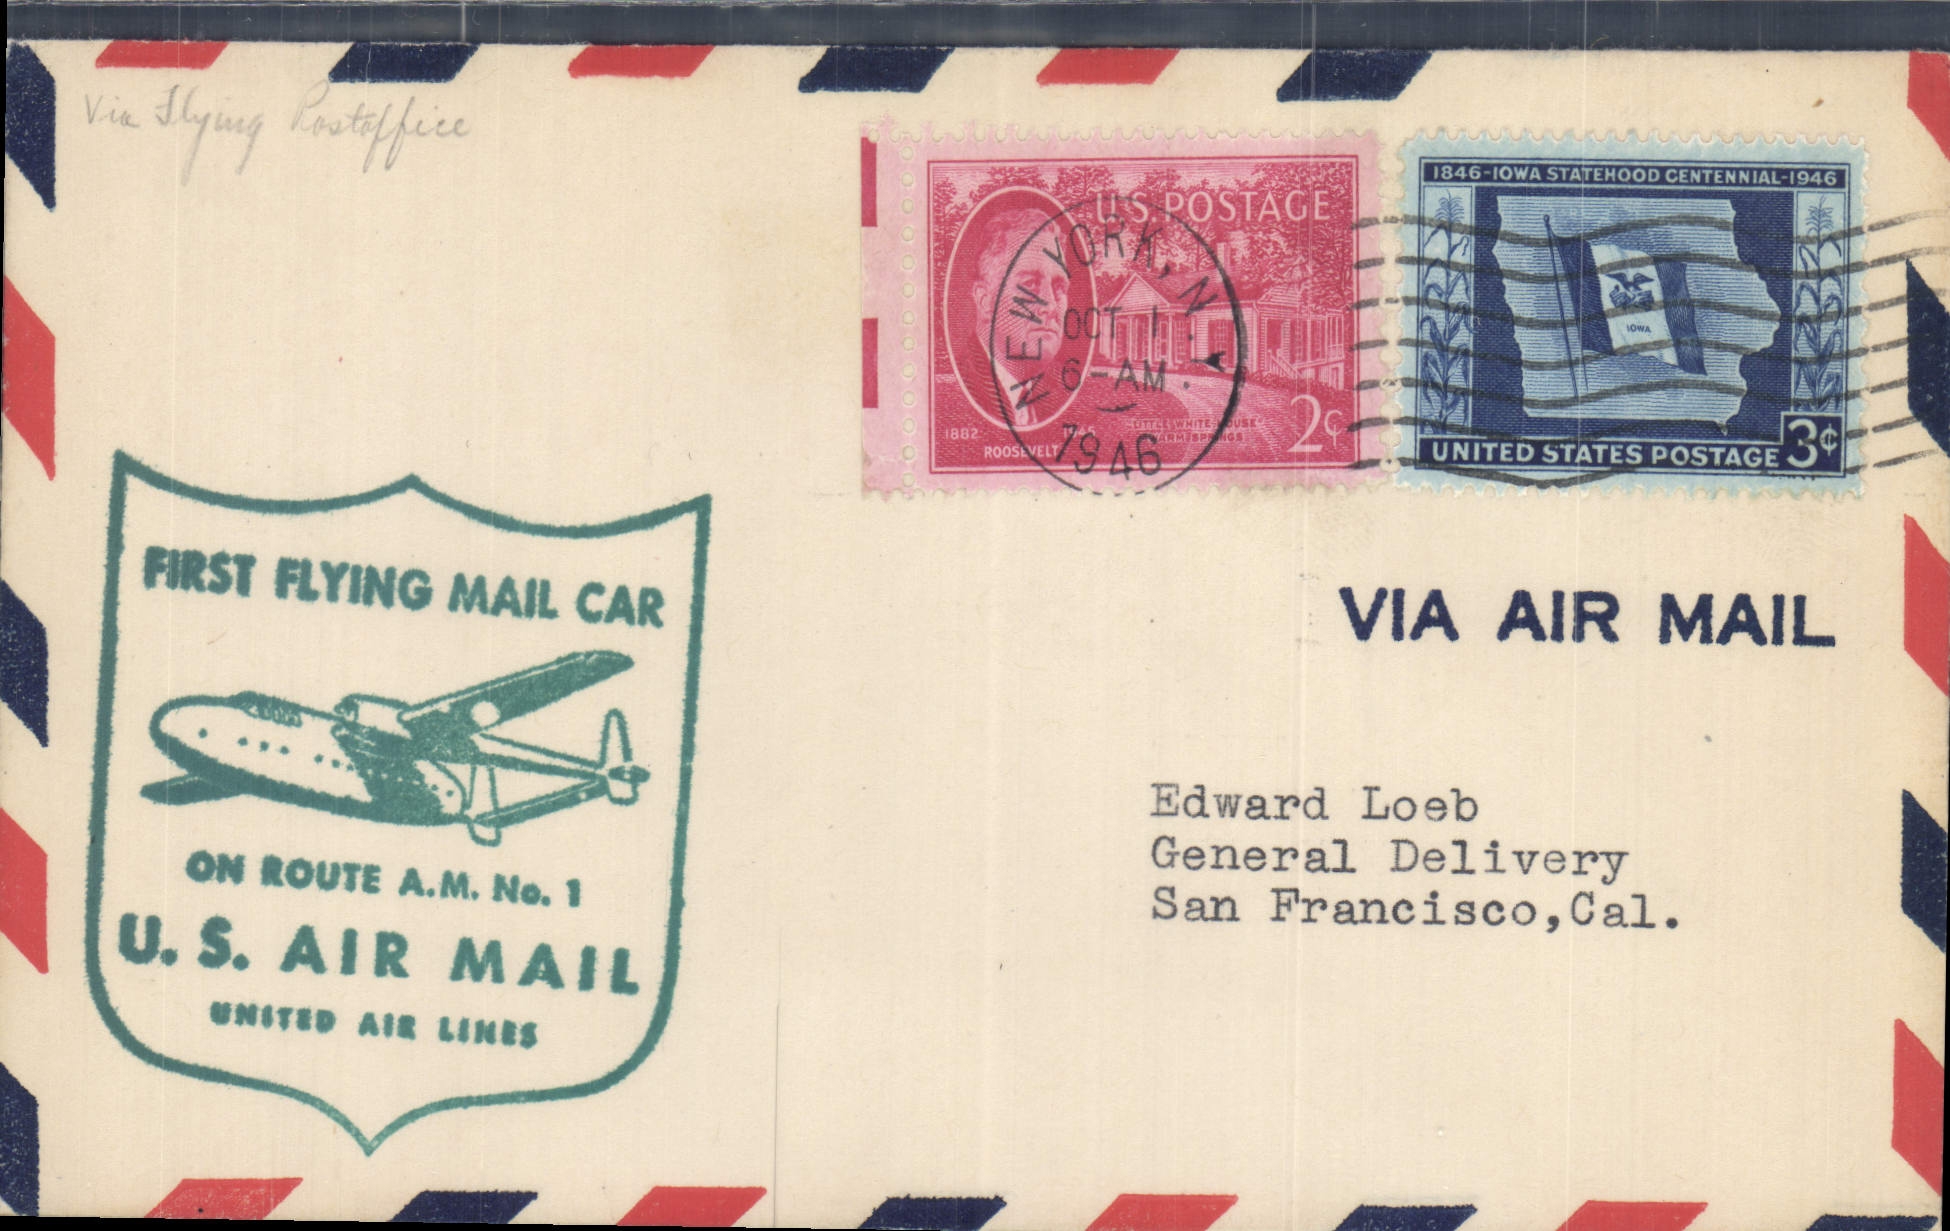 Via Flying Postoffice
U.S. POSTAGE
1882
ROOSEVELT
"LITTLE WHITE HOUSE"
WARM SPRINGS
2¢
NEW YORK, N.Y.
OCT 1
6-AM
1946
1846-IOWA STATEHOOD CENTENNIAL-1946
IOWA
UNITED STATES POSTAGE 3¢
VIA AIR MAIL
FIRST FLYING MAIL CAR
ON ROUTE A.M. No. 1
U.S. AIR MAIL
UNITED AIR LINES
Edward Loeb
General Delivery
San Francisco,Cal.